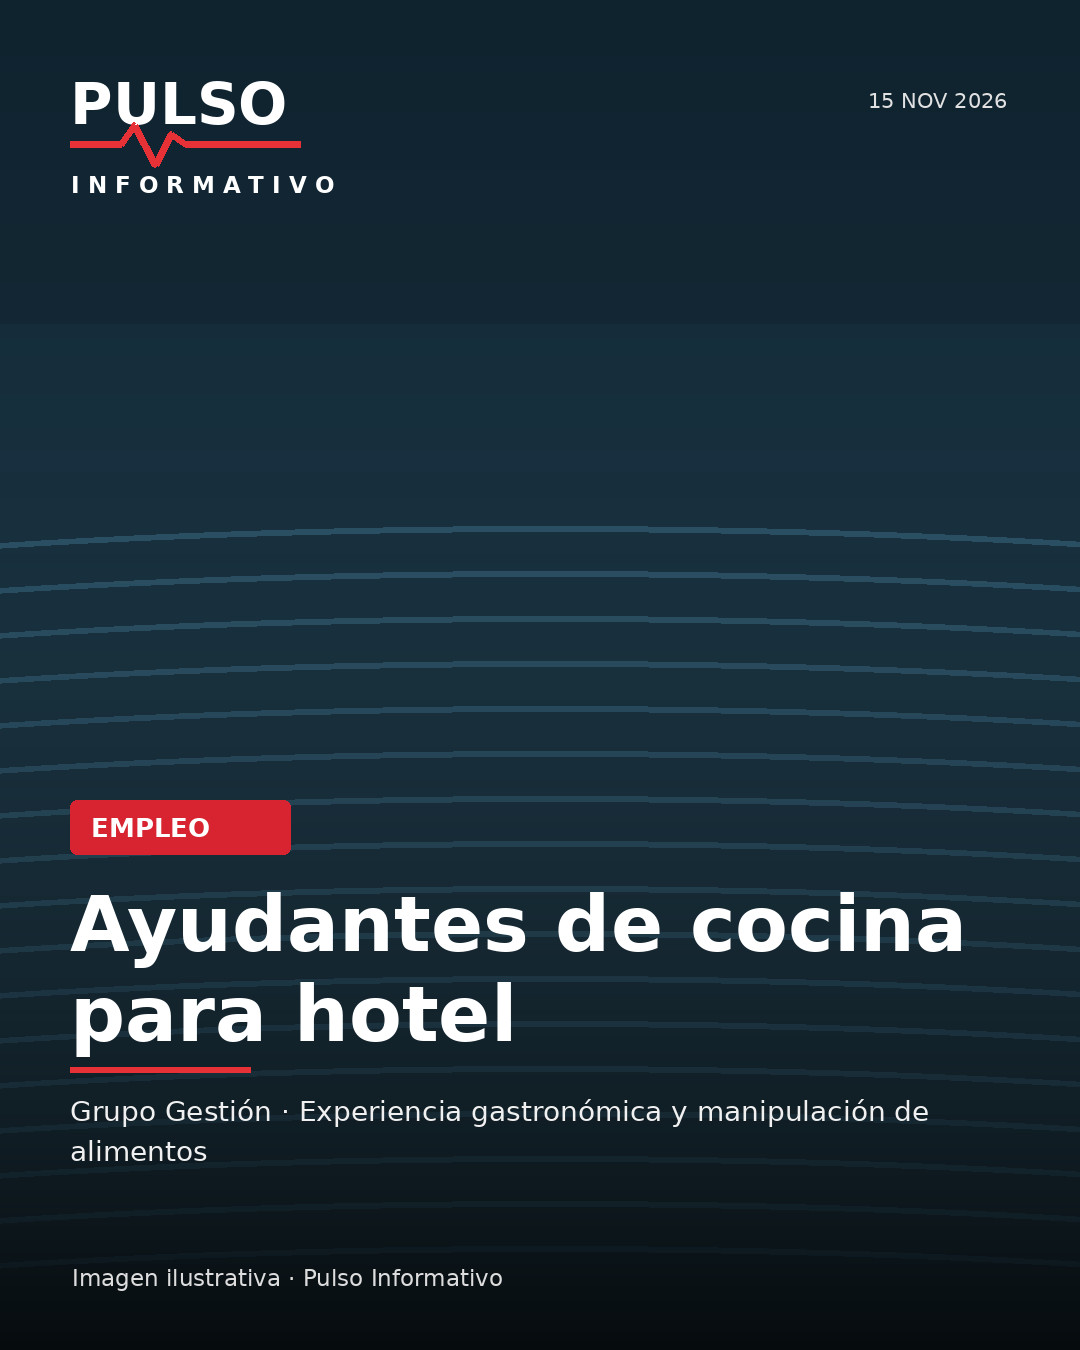 PULSO
INFORMATIVO
15 NOV 2026
EMPLEO
Ayudantes de cocina
para hotel
Grupo Gestión · Experiencia gastronómica y manipulación de
alimentos
Imagen ilustrativa · Pulso Informativo